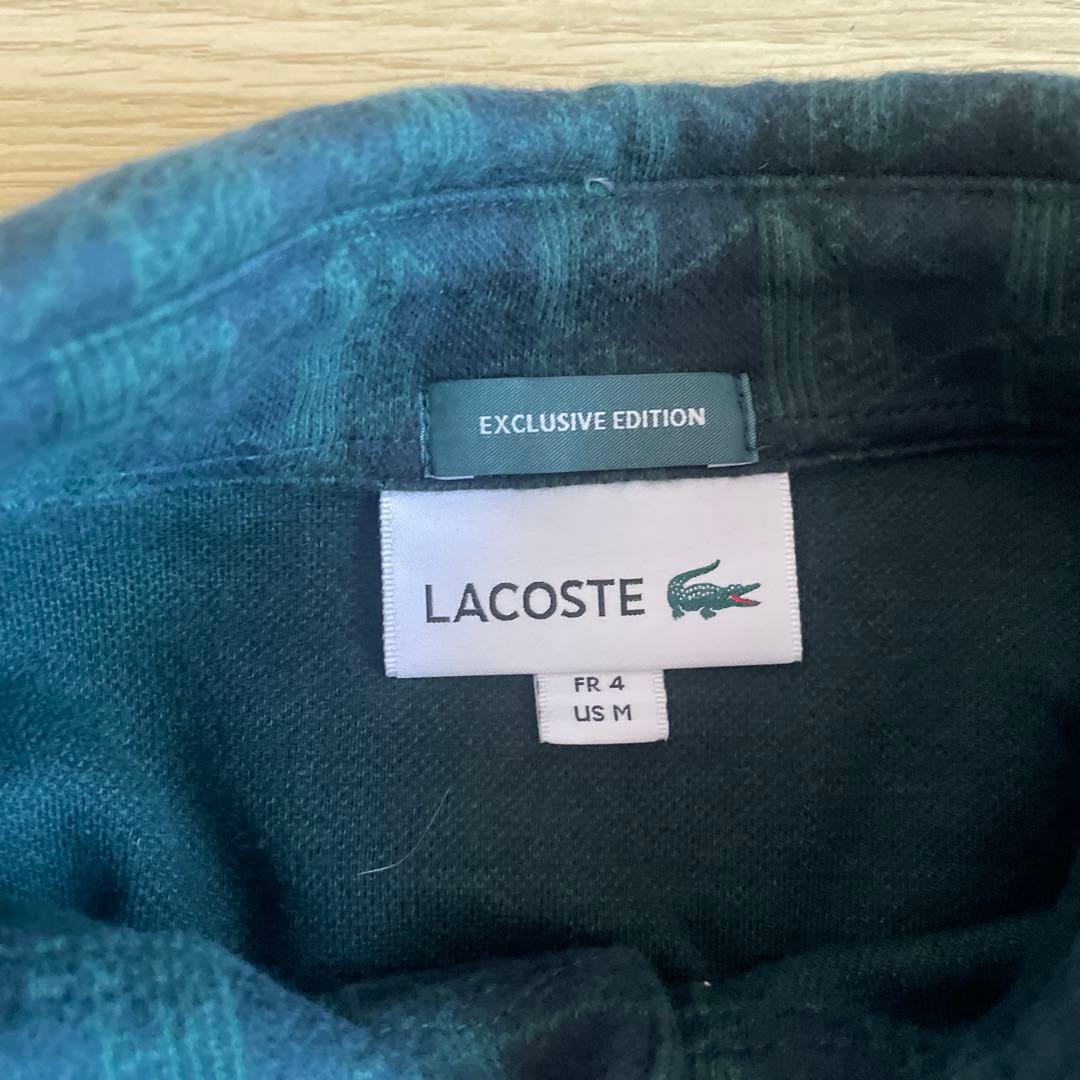 EXCLUSIVE EDITION
LACOSTE
FR 4
US M